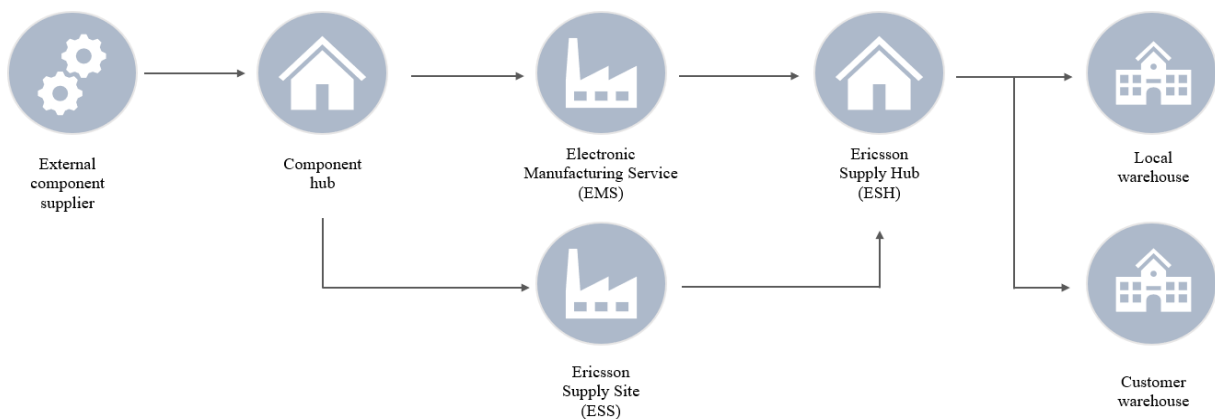 External
component
supplier
Component
hub
Electronic
Manufacturing Service
(EMS)
Ericsson
Supply Hub
(ESH)
Local
warehouse
Ericsson
Supply Site
(ESS)
Customer
warehouse